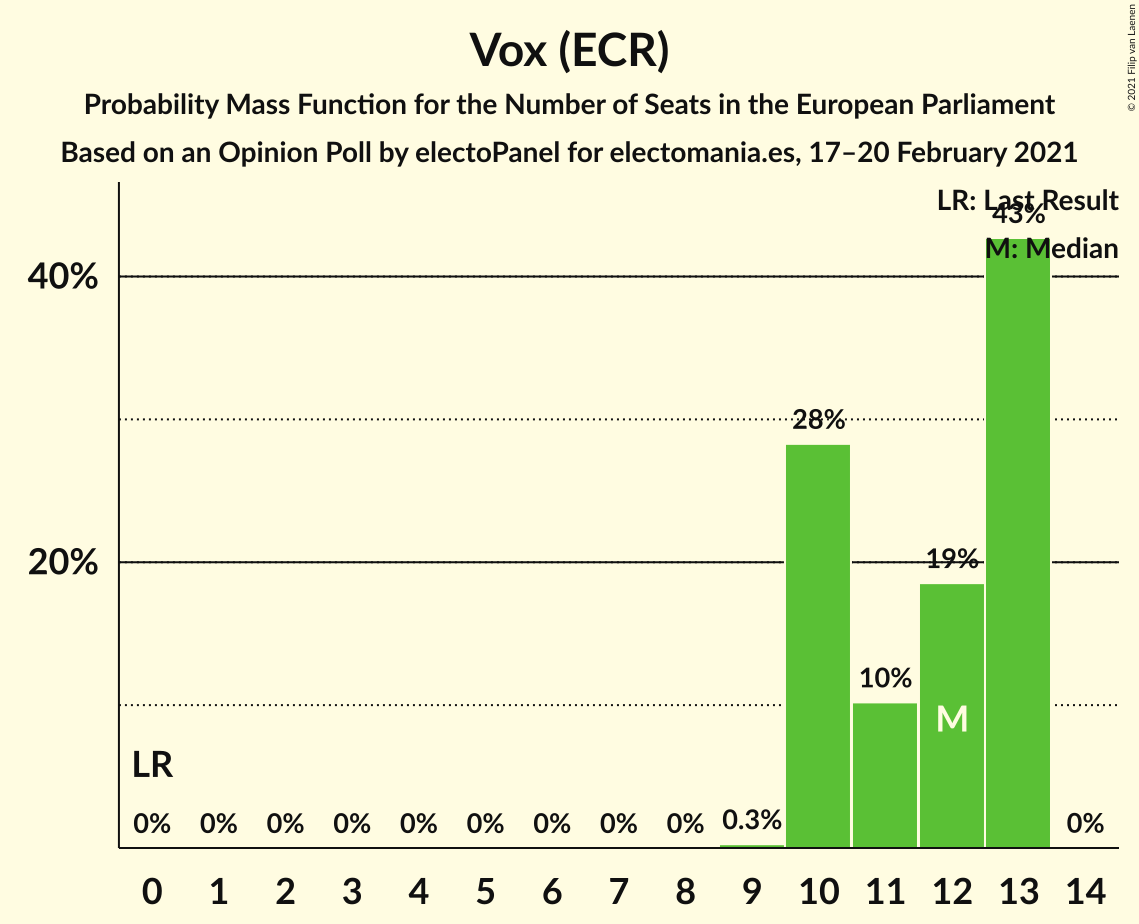 Vox (ECR)
Probability Mass Function for the Number of Seats in the European Parliament
Based on an Opinion Poll by electoPanel for electomania.es, 17–20 February 2021
© 2021 Filip van Laenen
LR: Last Result
43%
M: Median
40%
28%
20%
19%
10%
M
LR
0% 0% 0% 0% 0% 0% 0% 0% 0% 0.3% 0%
0 1 2 3 4 5 6 7 8 9 10 11 12 13 14